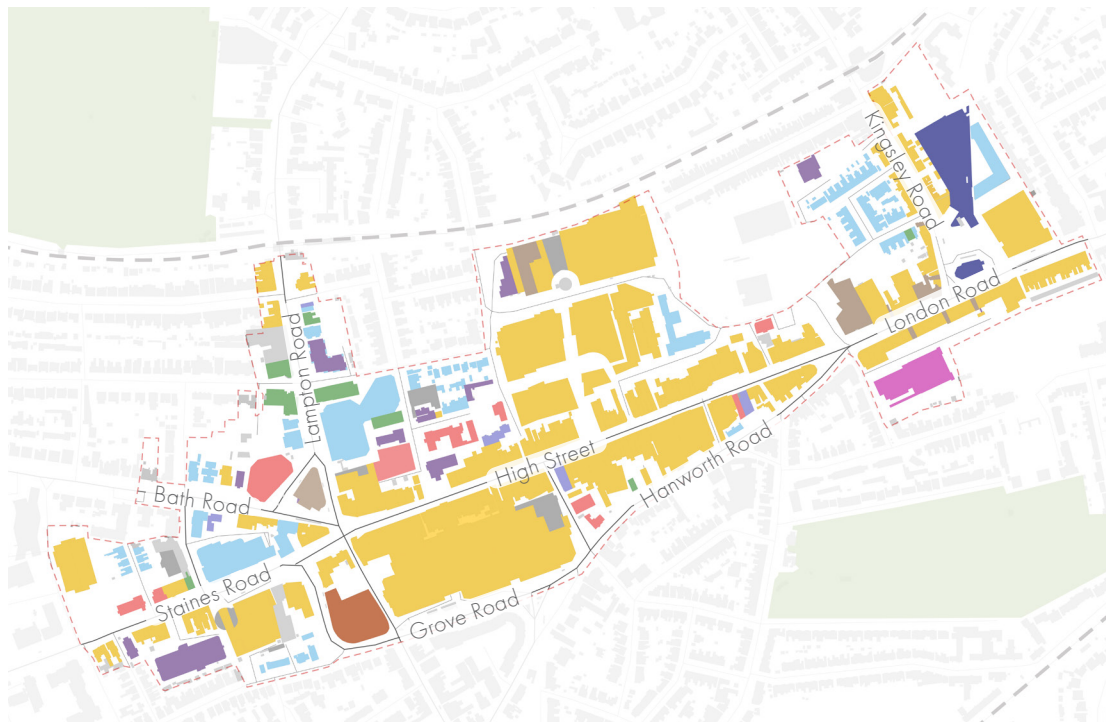 Kingsley Road
London Road
Lampton Road
High Street
Hanworth Road
Bath Road
Staines Road
Grove Road